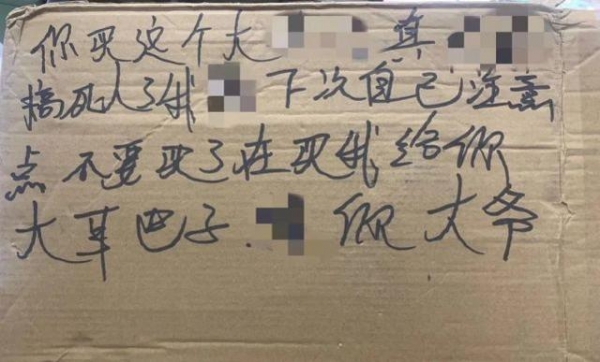 你买这个大 真
搞死人了我 下次自己注意
点 不要买了在买我给你
大耳巴子. 你大爷